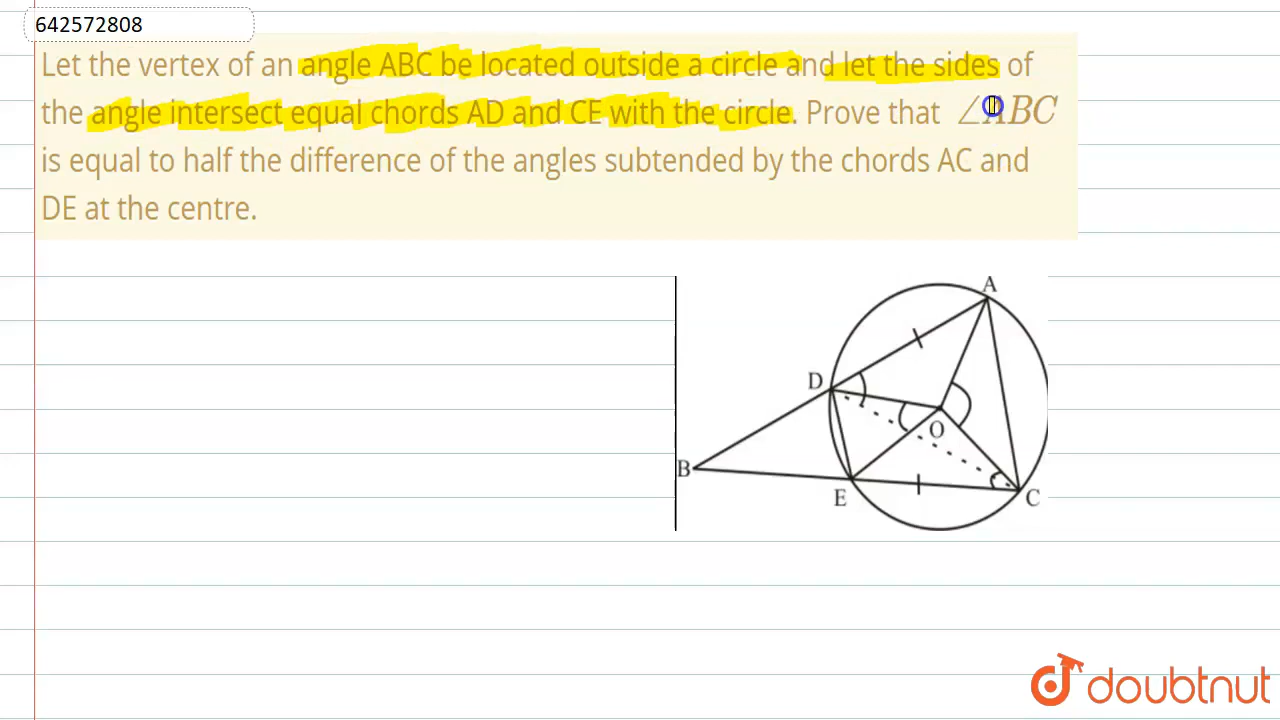 642572808
Let the vertex of an angle ABC be located outside a circle and let the sides of
the angle intersect equal chords AD and CE with the circle. Prove that ∠ABC
is equal to half the difference of the angles subtended by the chords AC and
DE at the centre.
A
D
O
B
E
C
doubtnut